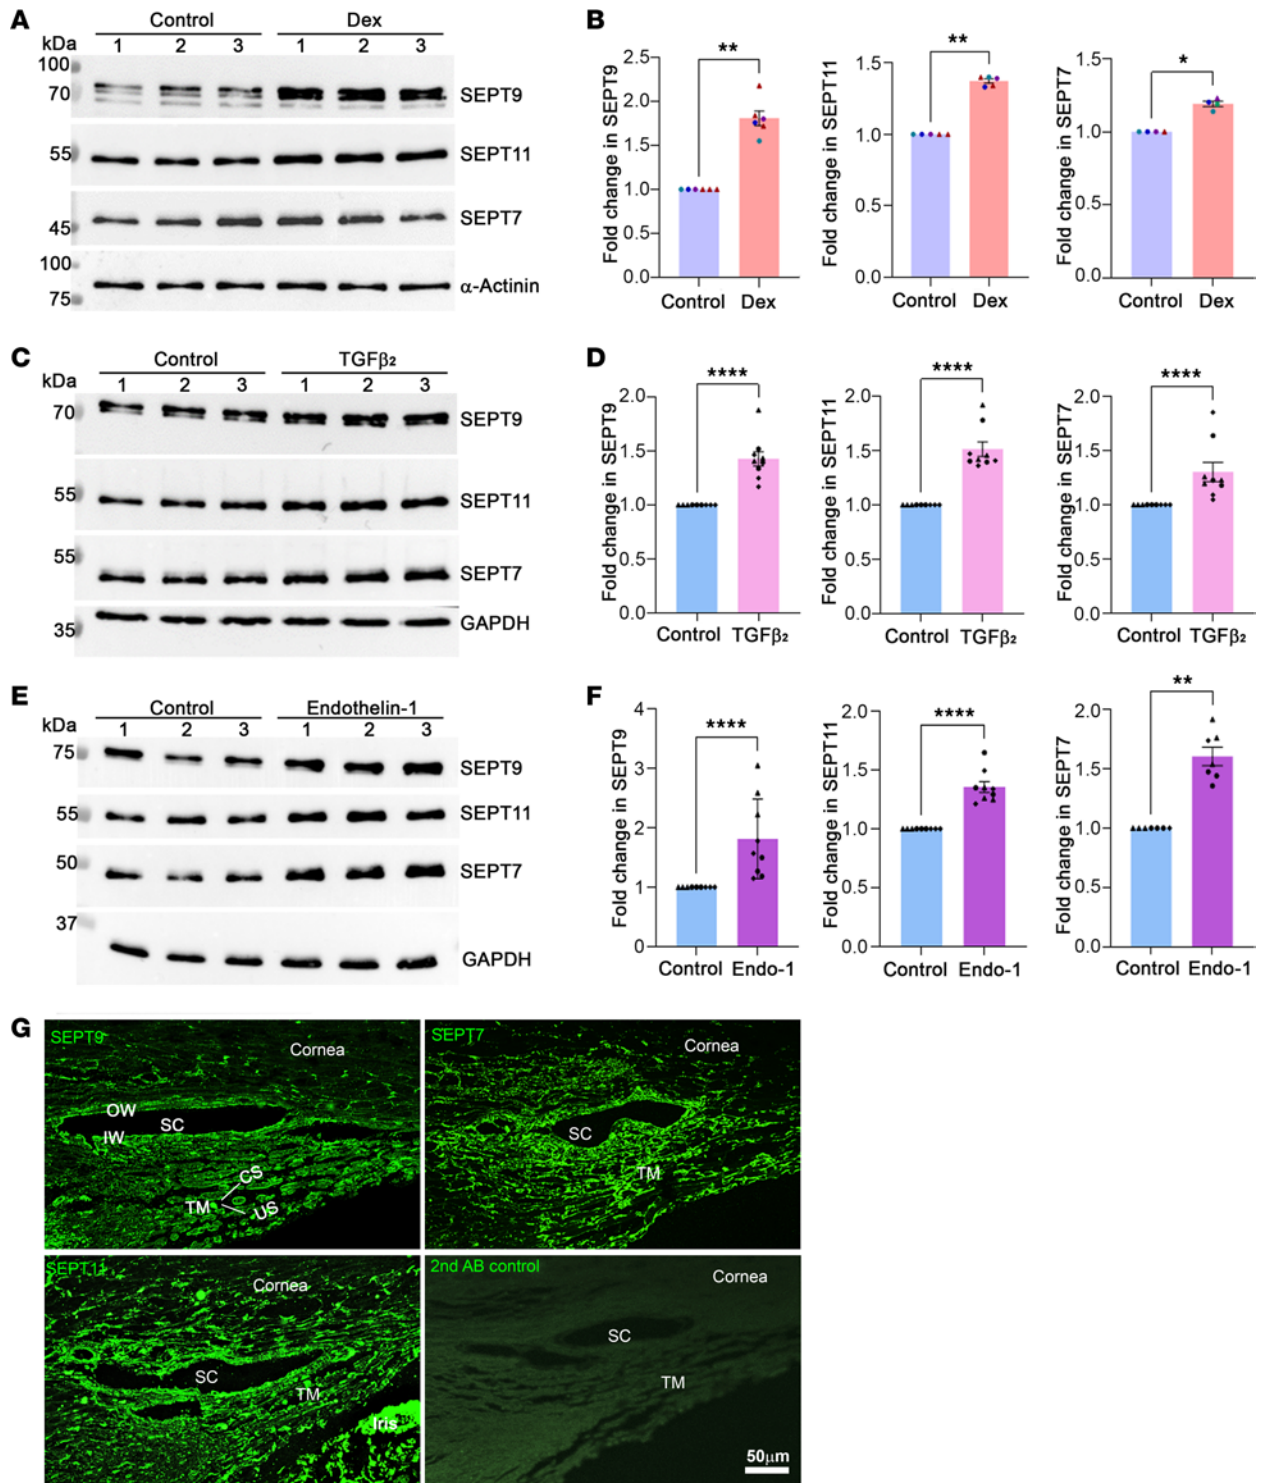 A
Control Dex
kDa 1 2 3 1 2 3
100
70 SEPT9
55 SEPT11
45 SEPT7
100
75 α-Actinin
B
**
Fold change in SEPT9
2.5
2.0
1.5
1.0
0.5
0.0
Control Dex
**
Fold change in SEPT11
1.5
1.0
0.5
0.0
Control Dex
*
Fold change in SEPT7
1.5
1.0
0.5
0.0
Control Dex
C
Control TGFβ2
kDa 1 2 3 1 2 3
70 SEPT9
55 SEPT11
55 SEPT7
35 GAPDH
D
****
Fold change in SEPT9
2.0
1.5
1.0
0.5
0.0
Control TGFβ2
****
Fold change in SEPT11
2.0
1.5
1.0
0.5
0.0
Control TGFβ2
****
Fold change in SEPT7
2.0
1.5
1.0
0.5
0.0
Control TGFβ2
E
Control Endothelin-1
kDa 1 2 3 1 2 3
75 SEPT9
55 SEPT11
50 SEPT7
37
GAPDH
F
****
Fold change in SEPT9
4
3
2
1
0
Control Endo-1
****
Fold change in SEPT11
2.0
1.5
1.0
0.5
0.0
Control Endo-1
**
Fold change in SEPT7
2.0
1.5
1.0
0.5
0.0
Control Endo-1
G
SEPT9
Cornea
OW
SC
IW
CS
TM
US
SEPT7
Cornea
SC
TM
SEPT11
Cornea
SC
TM
Iris
2nd AB control
Cornea
SC
TM
50μm